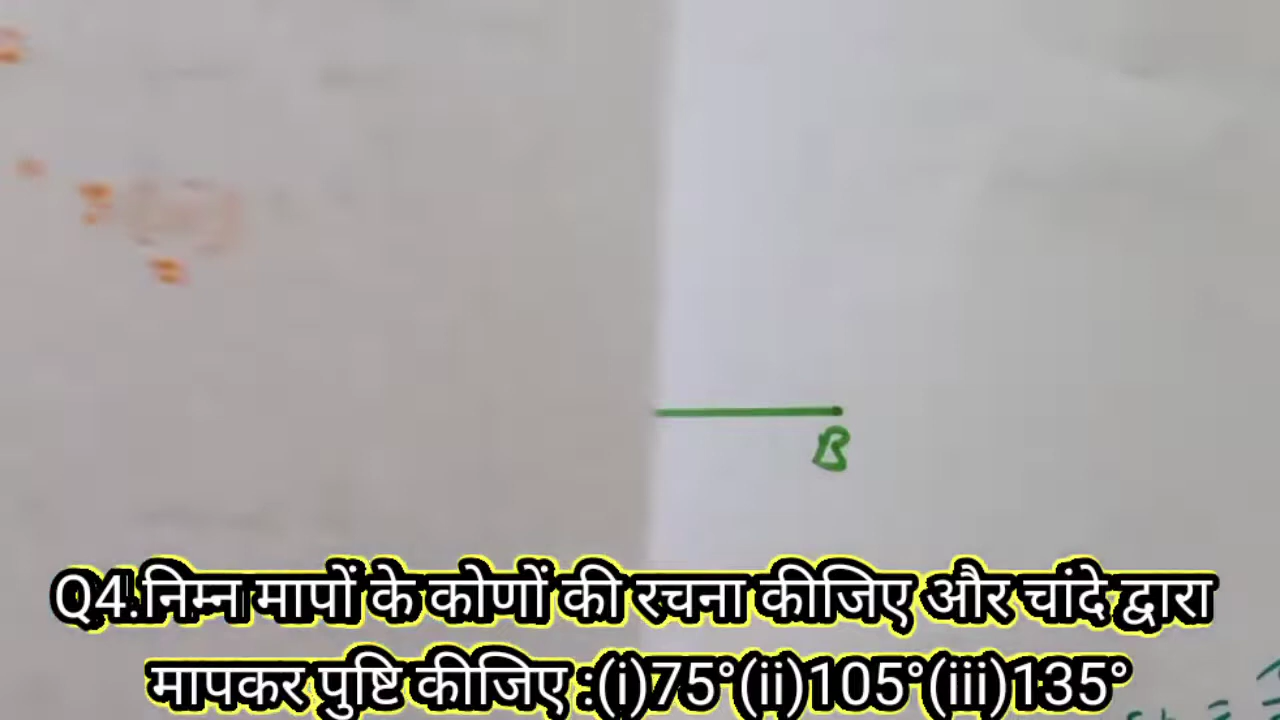 B
Q4.निम्न मापों के कोणों की रचना कीजिए और चांदे द्वारा
मापकर पुष्टि कीजिए :(i)75°(ii)105°(iii)135°